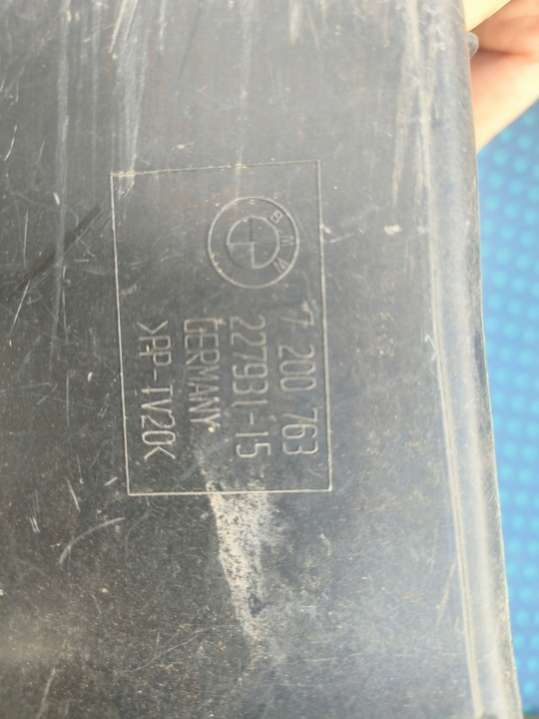 BMW
7 200 763
227931-15
GERMANY
>PP-TV20<